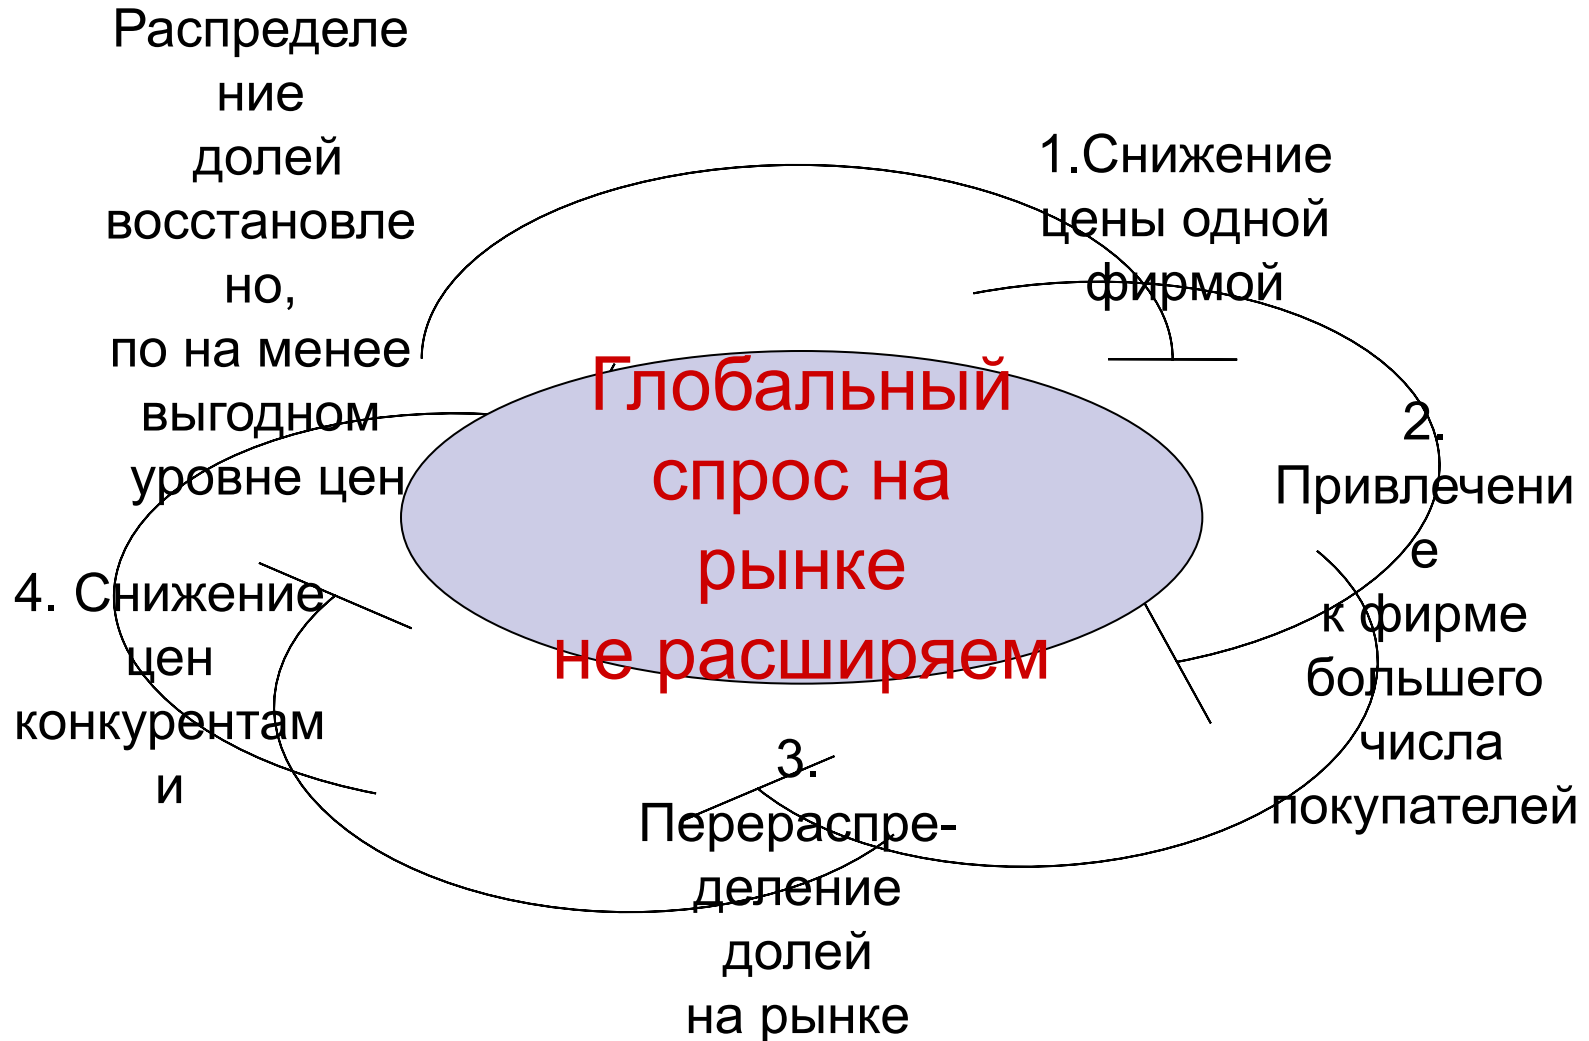 Распределе
ние
долей
восстановле
но,
по на менее
выгодном
уровне цен
1.Снижение
цены одной
фирмой
Глобальный
спрос на
рынке
не расширяем
2.
Привлечени
е
к фирме
большего
числа
покупателей
3.
Перераспре-
деление
долей
на рынке
4. Снижение
цен
конкурентам
и